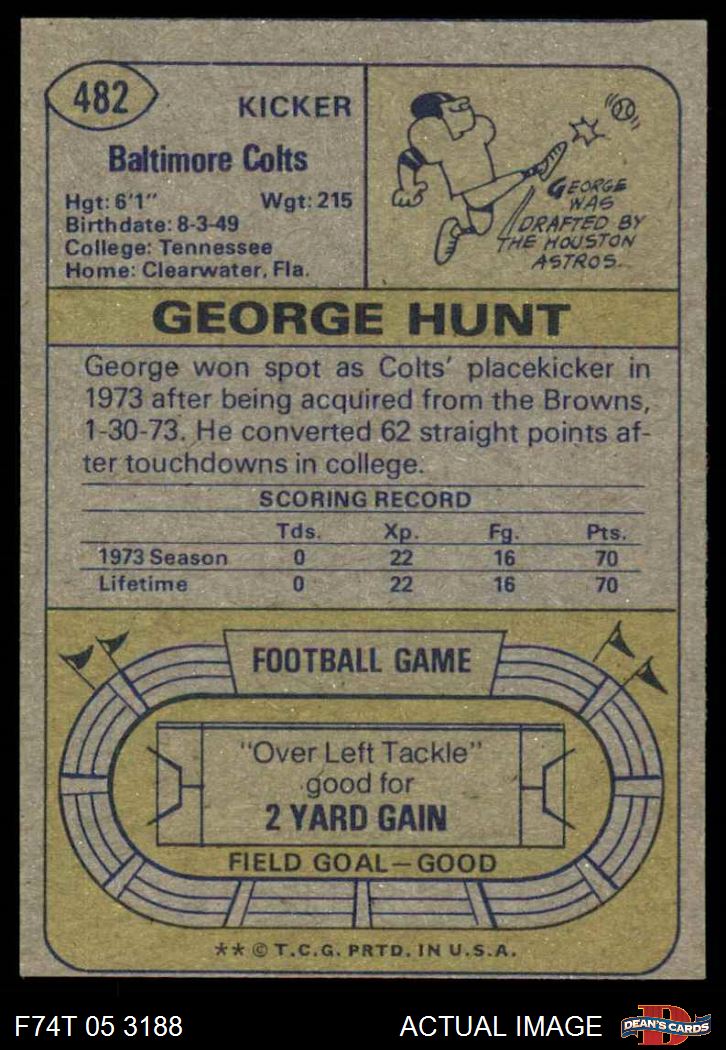 482
KICKER
Baltimore Colts
Hgt: 6'1" Wgt: 215
Birthdate: 8-3-49
College: Tennessee
Home: Clearwater, Fla.
GEORGE
WAS
DRAFTED BY
THE HOUSTON
ASTROS.
GEORGE HUNT
George won spot as Colts' placekicker in
1973 after being acquired from the Browns,
1-30-73. He converted 62 straight points af-
ter touchdowns in college.
SCORING RECORD
Tds. Xp. Fg. Pts.
1973 Season 0 22 16 70
Lifetime 0 22 16 70
FOOTBALL GAME
"Over Left Tackle"
good for
2 YARD GAIN
FIELD GOAL—GOOD
** © T.C.G. PRTD. IN U.S.A.
F74T 05 3188 ACTUAL IMAGE
D
DEAN'S CARDS